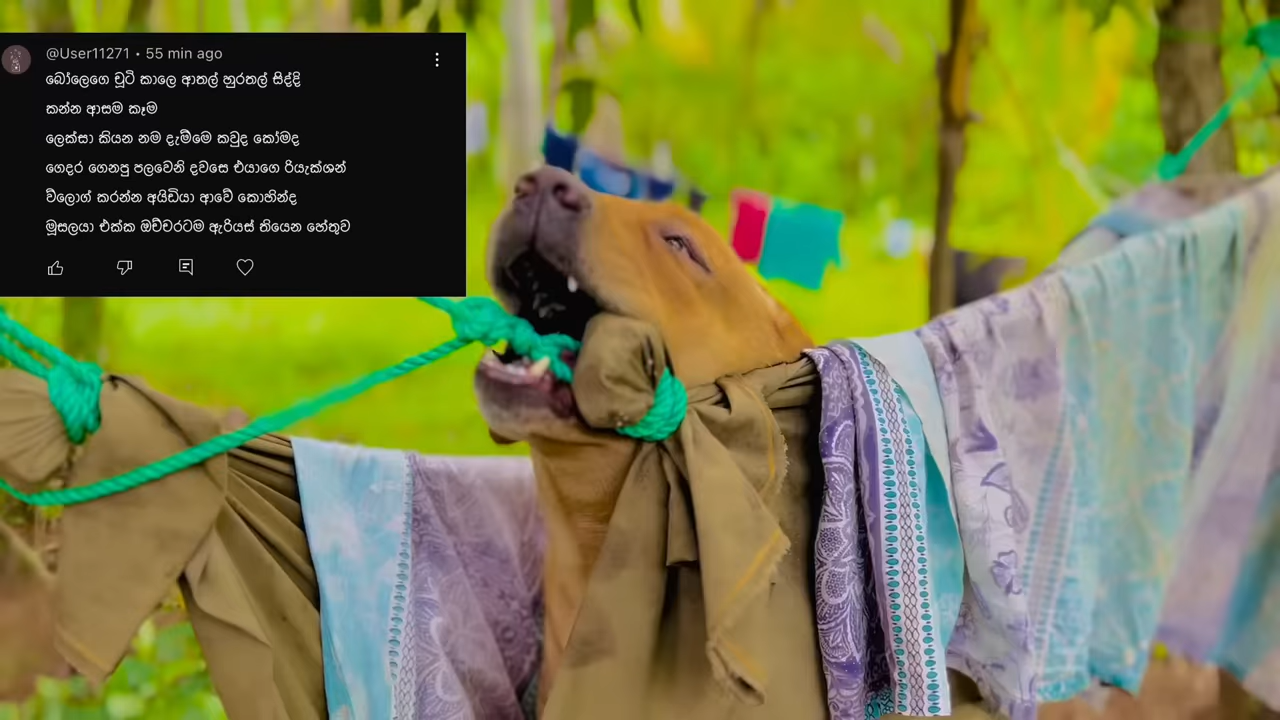 @User11271 • 55 min ago
බෝලෙගෙ චූටි කාලෙ ආතල් හුරතල් සිද්දි
කන්න ආසම කෑම
ලෙක්සා කියන නම දැම්මෙ කවුද කෝමද
ගෙදර ගෙනපු පලවෙනි දවසෙ එයාගෙ රියැක්ශන්
ව්ලොග් කරන්න අයිඩියා ආවේ කොහින්ද
මූසලයා එක්ක ඔච්චරටම ඇරියස් තියෙන හේතුව